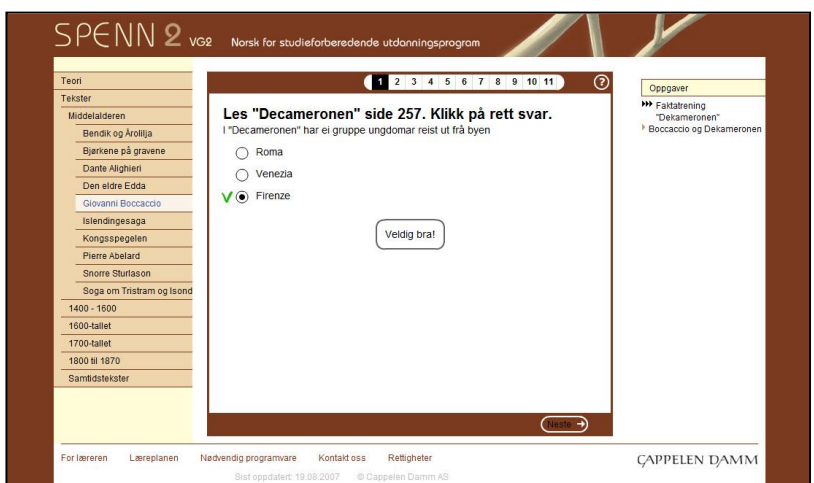 SPENN 2 VG2 Norsk for studieforberedende utdanningsprogram
Teori
Tekster
Middelalderen
Bendik og Årolilja
Bjørkene på gravene
Dante Alighieri
Den eldre Edda
Giovanni Boccaccio
Islendingesaga
Kongsspegelen
Pierre Abelard
Snorre Sturlason
Soga om Tristram og Isond
1400 - 1600
1600-tallet
1700-tallet
1800 til 1870
Samtidstekster
1 2 3 4 5 6 7 8 9 10 11 ?
Les "Decameronen" side 257. Klikk på rett svar.
I "Decameronen" har ei gruppe ungdomar reist ut frå byen
Roma
Venezia
Firenze
Veldig bra!
Neste
Oppgaver
Faktatrening
"Dekameronen"
Boccaccio og Dekameronen
For læreren Læreplanen Nødvendig programvare Kontakt oss Rettigheter
Sist oppdatert: 19.08.2007 © Cappelen Damm AS
CAPPELEN DAMM